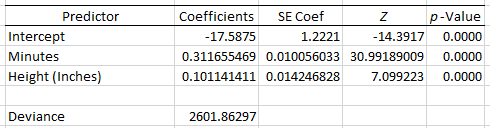 Predictor Coefficients SE Coef Z p-Value
Intercept -17.5875 1.2221 -14.3917 0.0000
Minutes 0.311655469 0.010056033 30.99189009 0.0000
Height (Inches) 0.101141411 0.014246828 7.099223 0.0000
Deviance 2601.86297